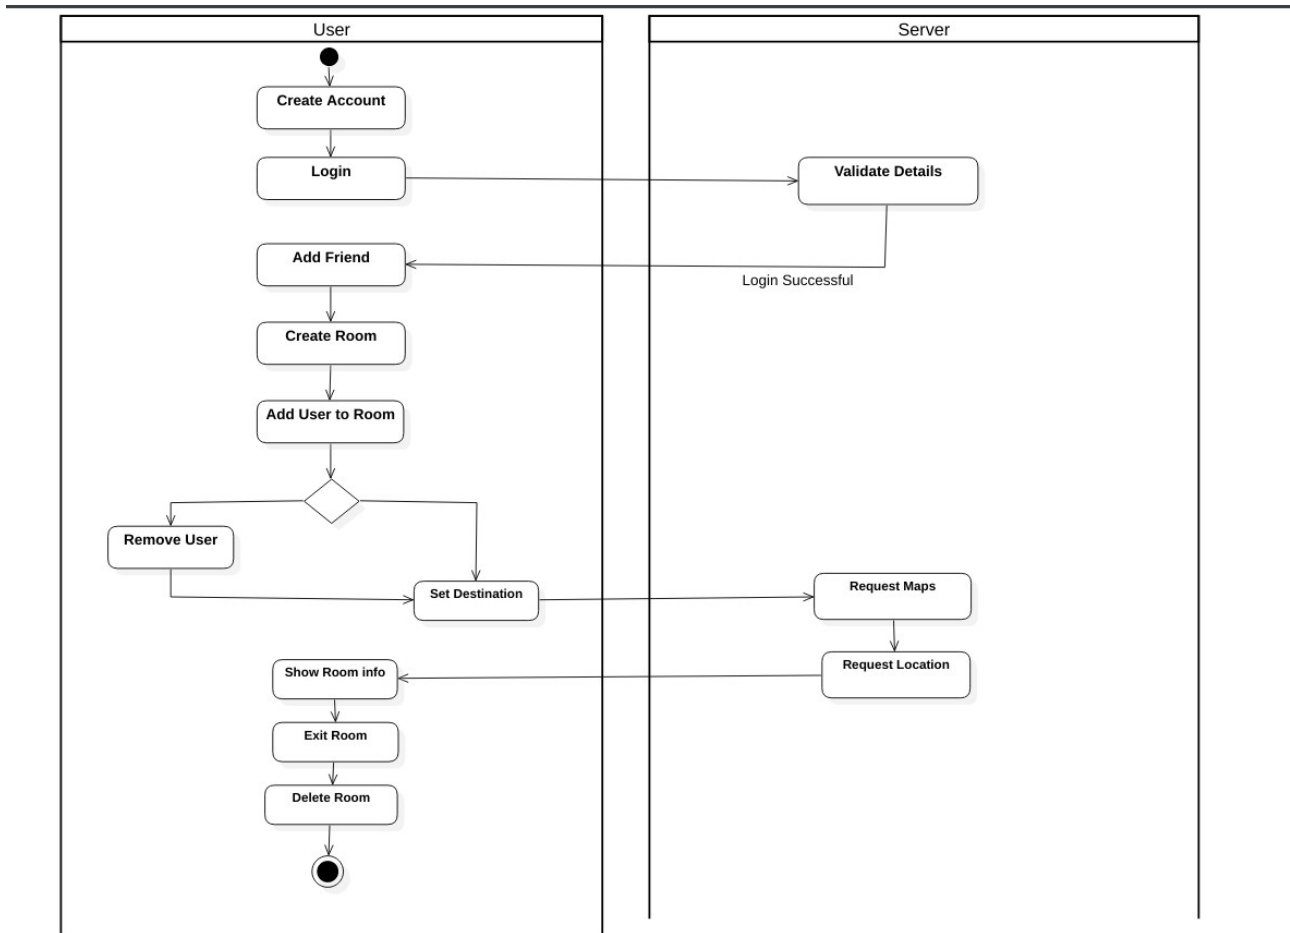 User
Server
Create Account
Login
Validate Details
Add Friend
Login Successful
Create Room
Add User to Room
Remove User
Set Destination
Request Maps
Request Location
Show Room info
Exit Room
Delete Room